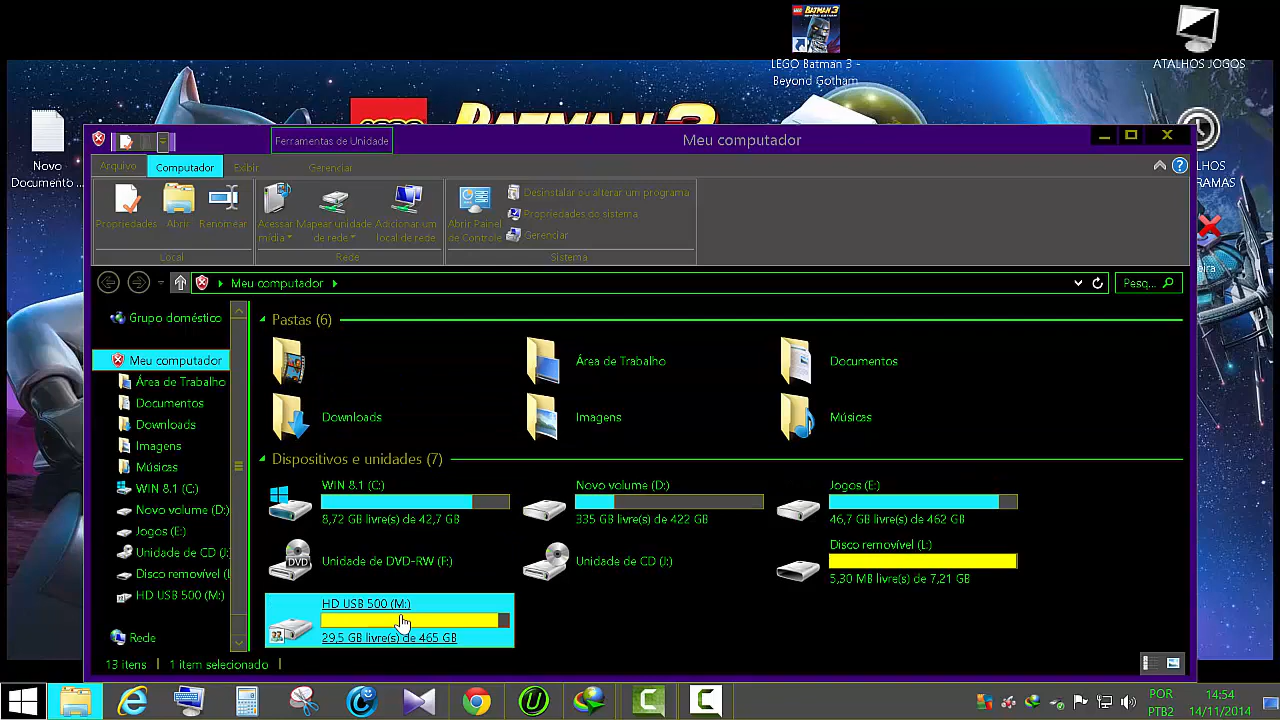 LEGO Batman 3 -
Beyond Gotham
ATALHOS JOGOS
LEGO
BATMAN 3
Novo
Documento ...
Ferramentas de Unidade
Meu computador
Arquivo
Computador
Exibir
Gerenciar
Propriedades
Abrir
Renomear
Acessar
mídia
Mapear unidade
de rede
Adicionar um
local de rede
Abrir Painel
de Controle
Desinstalar ou alterar um programa
Propriedades do sistema
Gerenciar
Local
Rede
Sistema
Meu computador
Pesq...
Grupo doméstico
Meu computador
Área de Trabalho
Documentos
Downloads
Imagens
Músicas
WIN 8.1 (C:)
Novo volume (D:)
Jogos (E:)
Unidade de CD (J:
Disco removível (L
HD USB 500 (M:)
Rede
Pastas (6)
Área de Trabalho
Documentos
Downloads
Imagens
Músicas
Dispositivos e unidades (7)
WIN 8.1 (C:)
8,72 GB livre(s) de 42,7 GB
Novo volume (D:)
335 GB livre(s) de 422 GB
Jogos (E:)
46,7 GB livre(s) de 462 GB
DVD
Unidade de DVD-RW (F:)
Unidade de CD (J:)
Disco removível (L:)
5,30 MB livre(s) de 7,21 GB
HD USB 500 (M:)
29,5 GB livre(s) de 465 GB
13 itens
1 item selecionado
POR
PTB2
14:54
14/11/2014